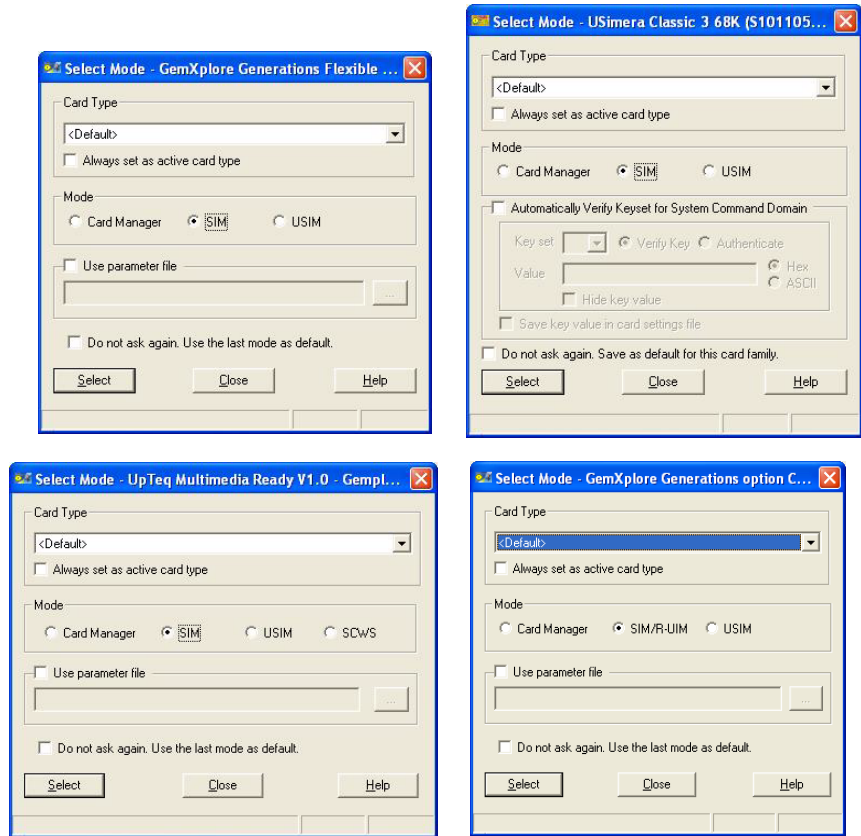 Select Mode - GemXplore Generations Flexible ...
Card Type
<Default>
Always set as active card type
Mode
Card Manager SIM USIM
Use parameter file
...
Do not ask again. Use the last mode as default.
Select Close Help
Select Mode - USimera Classic 3 68K (S101105...
Card Type
<Default>
Always set as active card type
Mode
Card Manager SIM USIM
Automatically Verify Keyset for System Command Domain
Key set Verify Key Authenticate
Value Hex
ASCII
Hide key value
Save key value in card settings file
Do not ask again. Save as default for this card family.
Select Close Help
Select Mode - UpTeq Multimedia Ready V1.0 - Gempl...
Card Type
<Default>
Always set as active card type
Mode
Card Manager SIM USIM SCWS
Use parameter file
...
Do not ask again. Use the last mode as default.
Select Close Help
Select Mode - GemXplore Generations option C...
Card Type
<Default>
Always set as active card type
Mode
Card Manager SIM/R-UIM USIM
Use parameter file
...
Do not ask again. Use the last mode as default.
Select Close Help